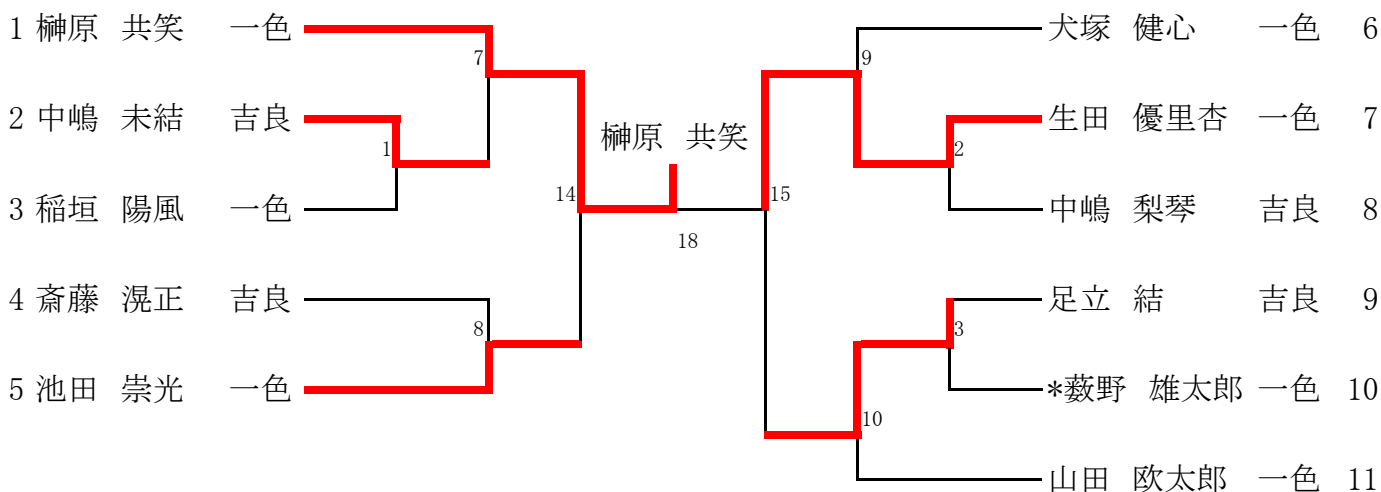 1 榊原 共笑 一色
2 中嶋 未結 吉良
3 稲垣 陽風 一色
4 斎藤 滉正 吉良
5 池田 崇光 一色
7
1
14
8
榊原 共笑
18
15
9
2
3
10
犬塚 健心 一色 6
生田 優里杏 一色 7
中嶋 梨琴 吉良 8
足立 結 吉良 9
*薮野 雄太郎 一色 10
山田 欧太郎 一色 11